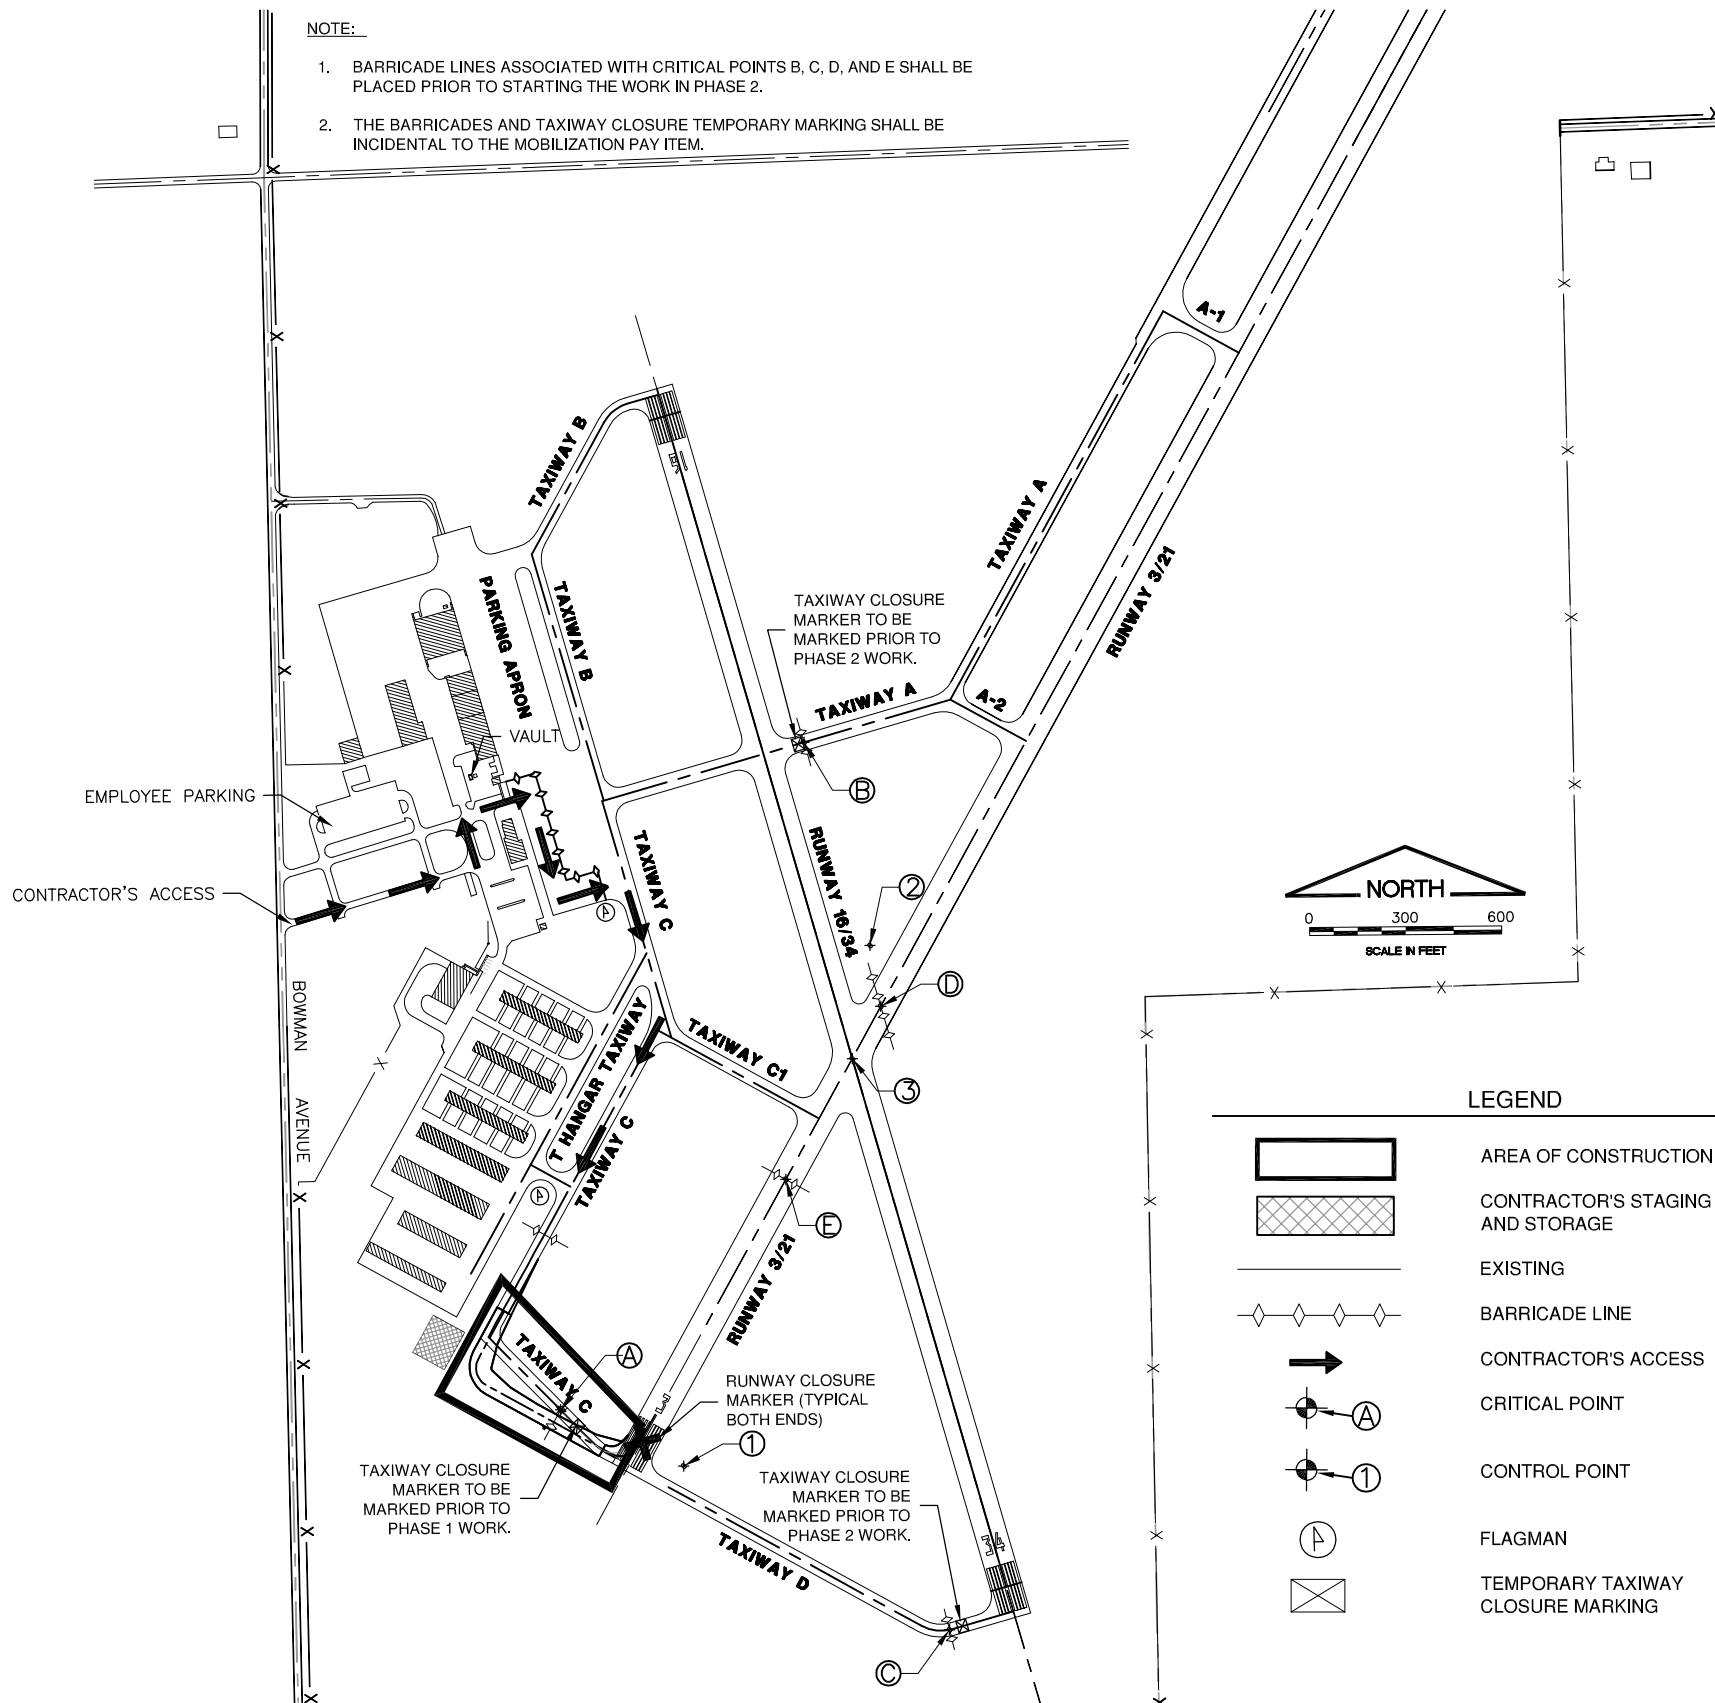 NOTE:
1. BARRICADE LINES ASSOCIATED WITH CRITICAL POINTS B, C, D, AND E SHALL BE
PLACED PRIOR TO STARTING THE WORK IN PHASE 2.
2. THE BARRICADES AND TAXIWAY CLOSURE TEMPORARY MARKING SHALL BE
INCIDENTAL TO THE MOBILIZATION PAY ITEM.
A-1
TAXIWAY B
16
TAXIWAY A
RUNWAY 3/21
PARKING APRON
TAXIWAY B
TAXIWAY CLOSURE
MARKER TO BE
MARKED PRIOR TO
PHASE 2 WORK.
TAXIWAY A
A-2
VAULT
B
EMPLOYEE PARKING
CONTRACTOR'S ACCESS
TAXIWAY C
RUNWAY 16/34
2
D
NORTH
0 300 600
SCALE IN FEET
BOWMAN AVENUE
T HANGAR TAXIWAY
TAXIWAY C1
3
TAXIWAY C
E
RUNWAY 3/21
TAXIWAY C
A
3
RUNWAY CLOSURE
MARKER (TYPICAL
BOTH ENDS)
1
TAXIWAY CLOSURE
MARKER TO BE
MARKED PRIOR TO
PHASE 1 WORK.
TAXIWAY CLOSURE
MARKER TO BE
MARKED PRIOR TO
PHASE 2 WORK.
TAXIWAY D
34
C
LEGEND
AREA OF CONSTRUCTION
CONTRACTOR'S STAGING
AND STORAGE
EXISTING
BARRICADE LINE
CONTRACTOR'S ACCESS
A
CRITICAL POINT
1
CONTROL POINT
FLAGMAN
TEMPORARY TAXIWAY
CLOSURE MARKING